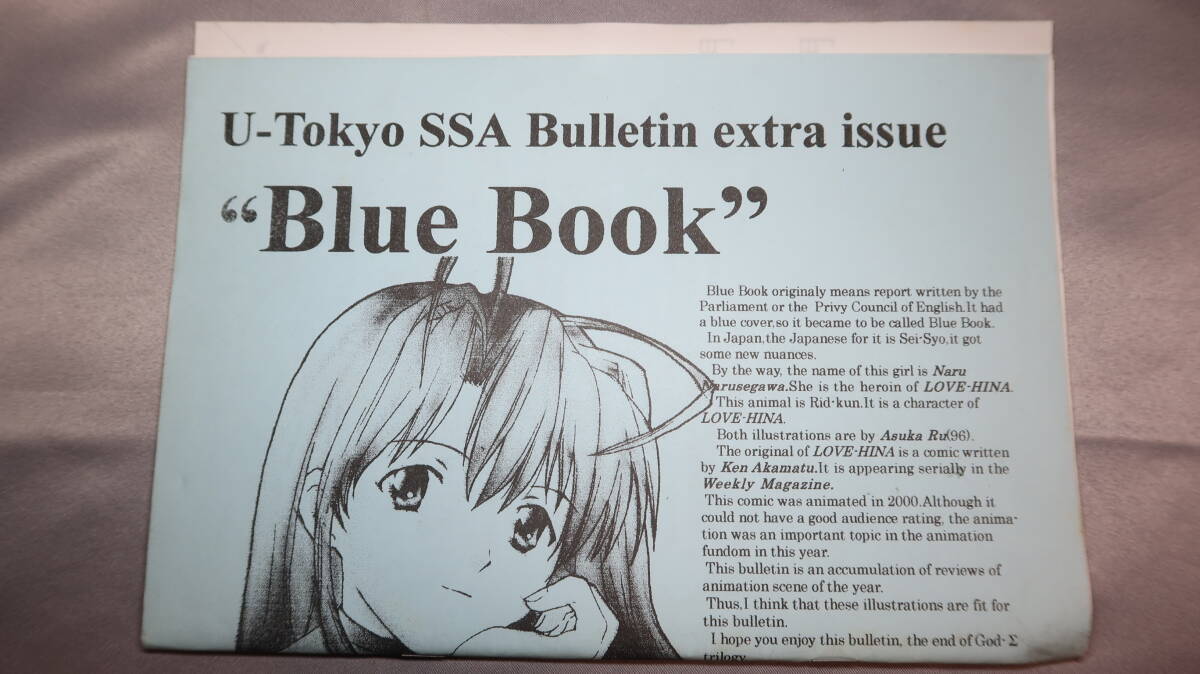 U-Tokyo SSA Bulletin extra issue
“Blue Book”
Blue Book originaly means report written by the
Parliament or the Privy Council of English.It had
a blue cover,so it became to be called Blue Book.
In Japan,the Japanese for it is Sei-Syo,it got
some new nuances.
By the way, the name of this girl is Naru
Narusegawa.She is the heroin of LOVE-HINA.
This animal is Rid-kun.It is a character of
LOVE-HINA.
Both illustrations are by Asuka Ru(96).
The original of LOVE-HINA is a comic written
by Ken Akamatu.It is appearing serially in the
Weekly Magazine.
This comic was animated in 2000.Although it
could not have a good audience rating, the anima-
tion was an important topic in the animation
fundom in this year.
This bulletin is an accumulation of reviews of
animation scene of the year.
Thus,I think that these illustrations are fit for
this bulletin.
I hope you enjoy this bulletin, the end of God-Σ
trilogy